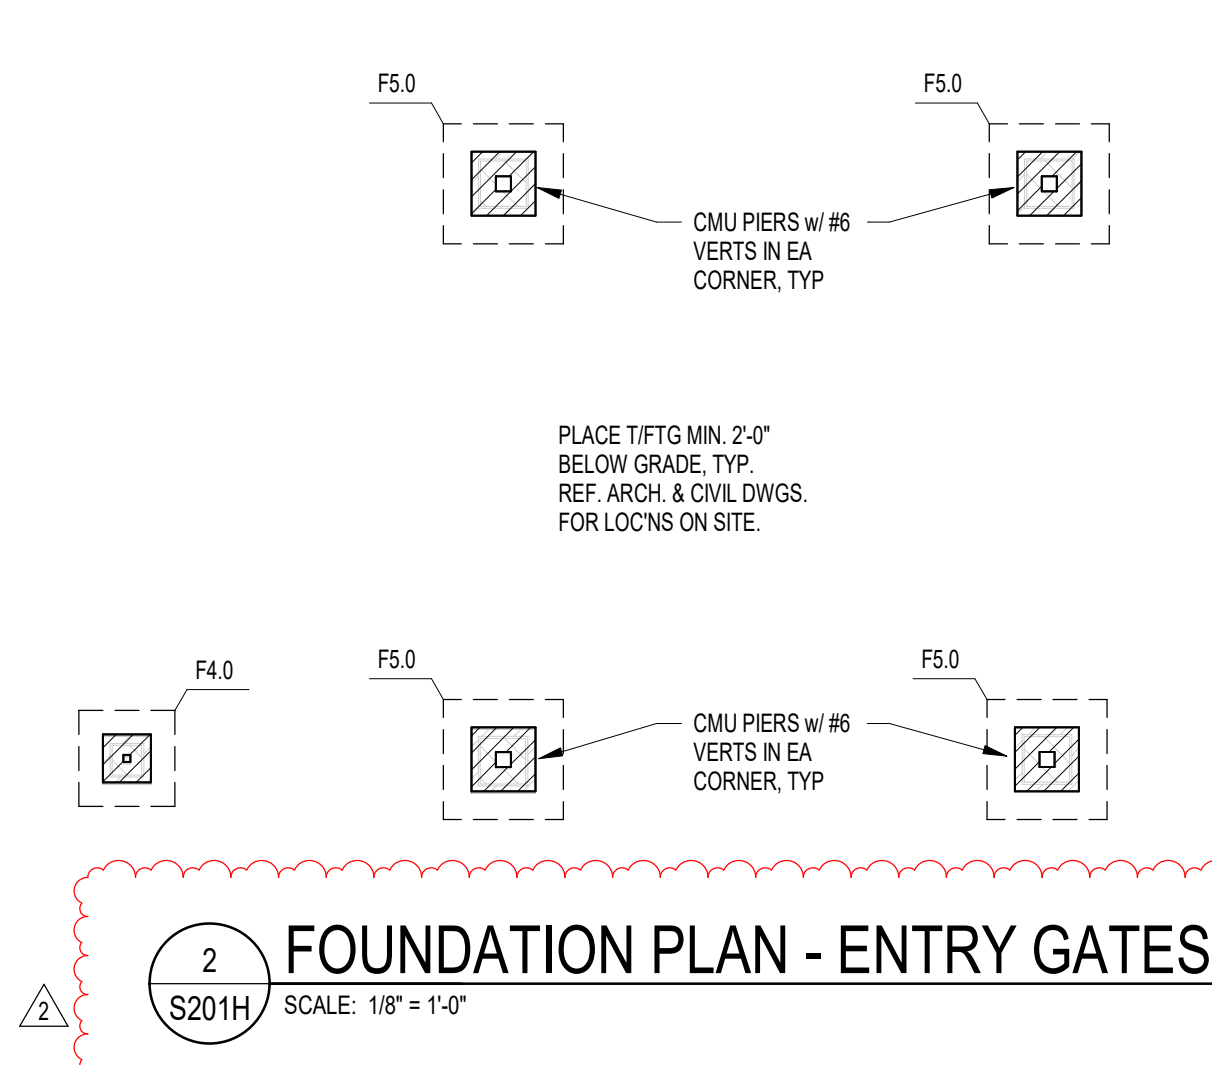 F5.0
F5.0
CMU PIERS w/ #6
VERTS IN EA
CORNER, TYP
PLACE T/FTG MIN. 2'-0"
BELOW GRADE, TYP.
REF. ARCH. & CIVIL DWGS.
FOR LOC'NS ON SITE.
F4.0
F5.0
F5.0
CMU PIERS w/ #6
VERTS IN EA
CORNER, TYP
2
S201H
FOUNDATION PLAN - ENTRY GATES
SCALE: 1/8" = 1'-0"
2